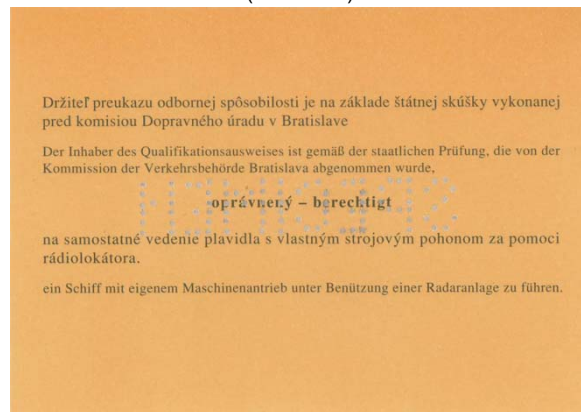 Držiteľ preukazu odbornej spôsobilosti je na základe štátnej skúšky vykonanej
pred komisiou Dopravného úradu v Bratislave
Der Inhaber des Qualifikationsausweises ist gemäß der staatlichen Prüfung, die von der
Kommission der Verkehrsbehörde Bratislava abgenommen wurde,
oprávnený – berechtigt
na samostatné vedenie plavidla s vlastným strojovým pohonom za pomoci
rádiolokátora.
ein Schiff mit eigenem Maschinenantrieb unter Benützung einer Radaranlage zu führen.